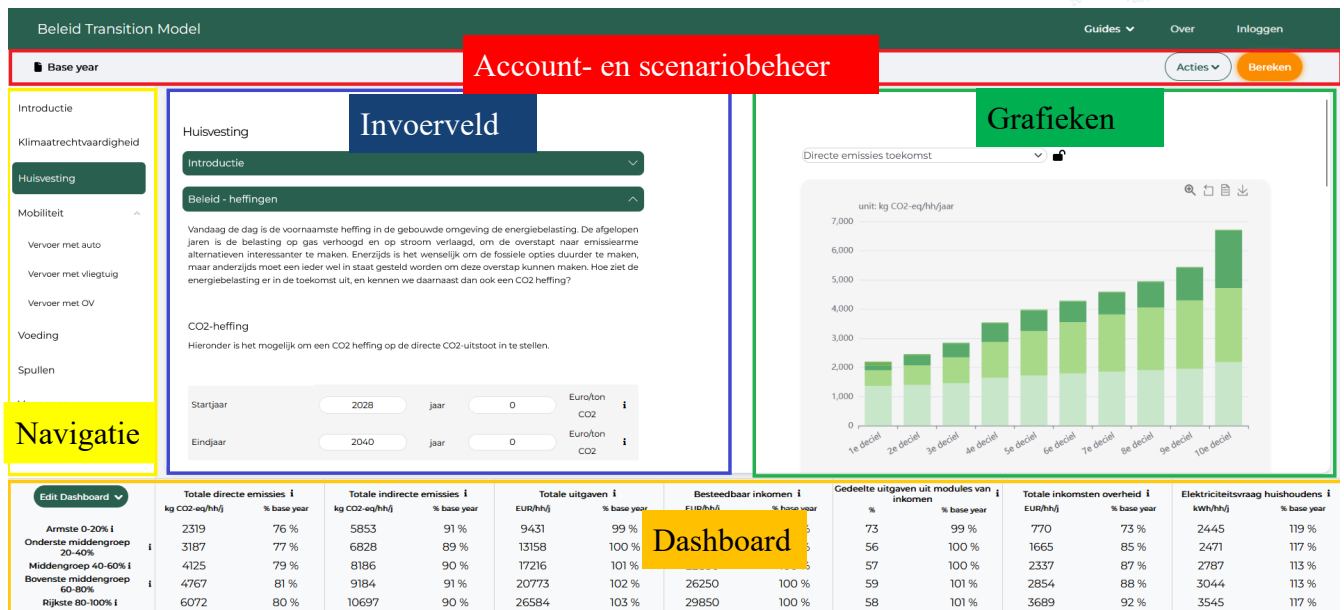 Beleid Transition Model
Guides
Over
Inloggen
Base year
Account- en scenariobeheer
Acties
Bereken
Introductie
Klimaatrechtvaardigheid
Huisvesting
Mobiliteit
Vervoer met auto
Vervoer met vliegtuig
Vervoer met OV
Voeding
Spullen
Navigatie
Invoerveld
Huisvesting
Introductie
Beleid - heffingen
Vandaag de dag is de voornaamste heffing in de gebouwde omgeving de energiebelasting. De afgelopen
jaren is de belasting op gas verhoogd en op stroom verlaagd, om de overstapt naar emissiearme
alternatieven interessanter te maken. Enerzijds is het wenselijk om de fossiele opties duurder te maken,
maar anderzijds moet een ieder wel in staat gesteld worden om deze overstap kunnen maken. Hoe ziet de
energiebelasting er in de toekomst uit, en kennen we daarnaast dan ook een CO2 heffing?
CO2-heffing
Hieronder is het mogelijk om een CO2 heffing op de directe CO2-uitstoot in te stellen.
Startjaar 2028 jaar 0 Euro/ton CO2 i
Eindjaar 2040 jaar 0 Euro/ton CO2 i
Grafieken
Directe emissies toekomst
unit: kg CO2-eq/hh/jaar
7,000
6,000
5,000
4,000
3,000
2,000
1,000
0
1e deciel 2e deciel 3e deciel 4e deciel 5e deciel 6e deciel 7e deciel 8e deciel 9e deciel 10e deciel
Edit Dashboard
Totale directe emissies i Totale indirecte emissies i Totale uitgaven i Besteedbaar inkomen i Gedeelte uitgaven uit modules van inkomen i Totale inkomsten overheid i Elektriciteitsvraag huishoudens i
kg CO2-eq/hh/j % base year kg CO2-eq/hh/j % base year EUR/hh/j % base year EUR/hh/j % base year % % base year EUR/hh/j % base year kWh/hh/j % base year
Dashboard
Armste 0-20% i 2319 76 % 5853 91 % 9431 99 % 73 99 % 770 73 % 2445 119 %
Onderste middengroep 20-40% i 3187 77 % 6828 89 % 13158 100 % 56 100 % 1665 85 % 2471 117 %
Middengroep 40-60% i 4125 79 % 8186 90 % 17216 101 % 100 % 57 100 % 2337 87 % 2787 113 %
Bovenste middengroep 60-80% i 4767 81 % 9184 91 % 20773 102 % 26250 100 % 59 101 % 2854 88 % 3044 113 %
Rijkste 80-100% i 6072 80 % 10697 90 % 26584 103 % 29850 100 % 58 101 % 3689 92 % 3545 117 %